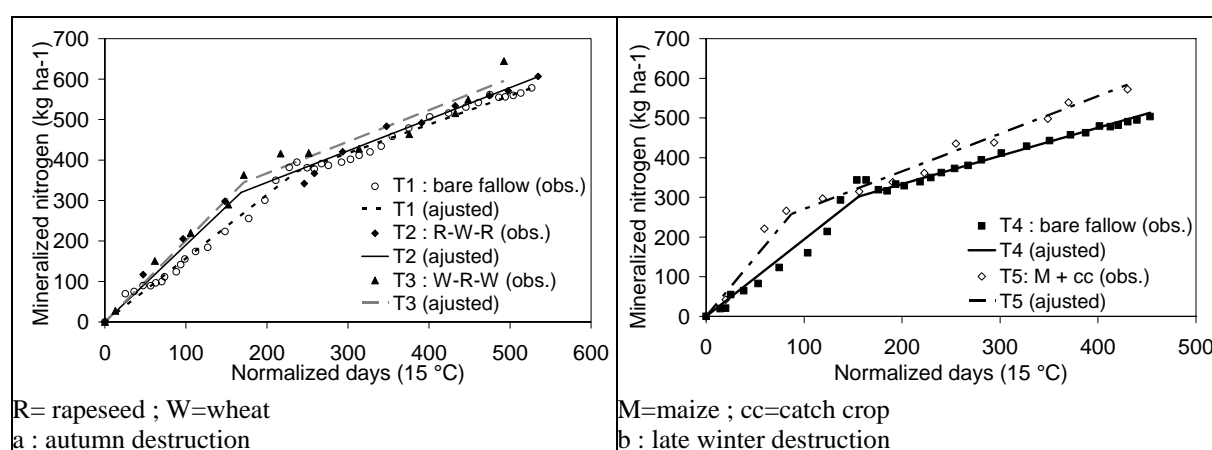 Mineralized nitrogen (kg ha-1)
700
600
500
400
300
200
100
0
0 100 200 300 400 500 600
Normalized days (15 °C)
T1 : bare fallow (obs.)
T1 (ajusted)
T2 : R-W-R (obs.)
T2 (ajusted)
T3 : W-R-W (obs.)
T3 (ajusted)
R= rapeseed ; W=wheat
a : autumn destruction
Mineralized nitrogen (kg ha-1)
700
600
500
400
300
200
100
0
0 100 200 300 400 500
Normalized days (15 °C)
T4 : bare fallow (obs.)
T4 (ajusted)
T5: M + cc (obs.)
T5 (ajusted)
M=maize ; cc=catch crop
b : late winter destruction